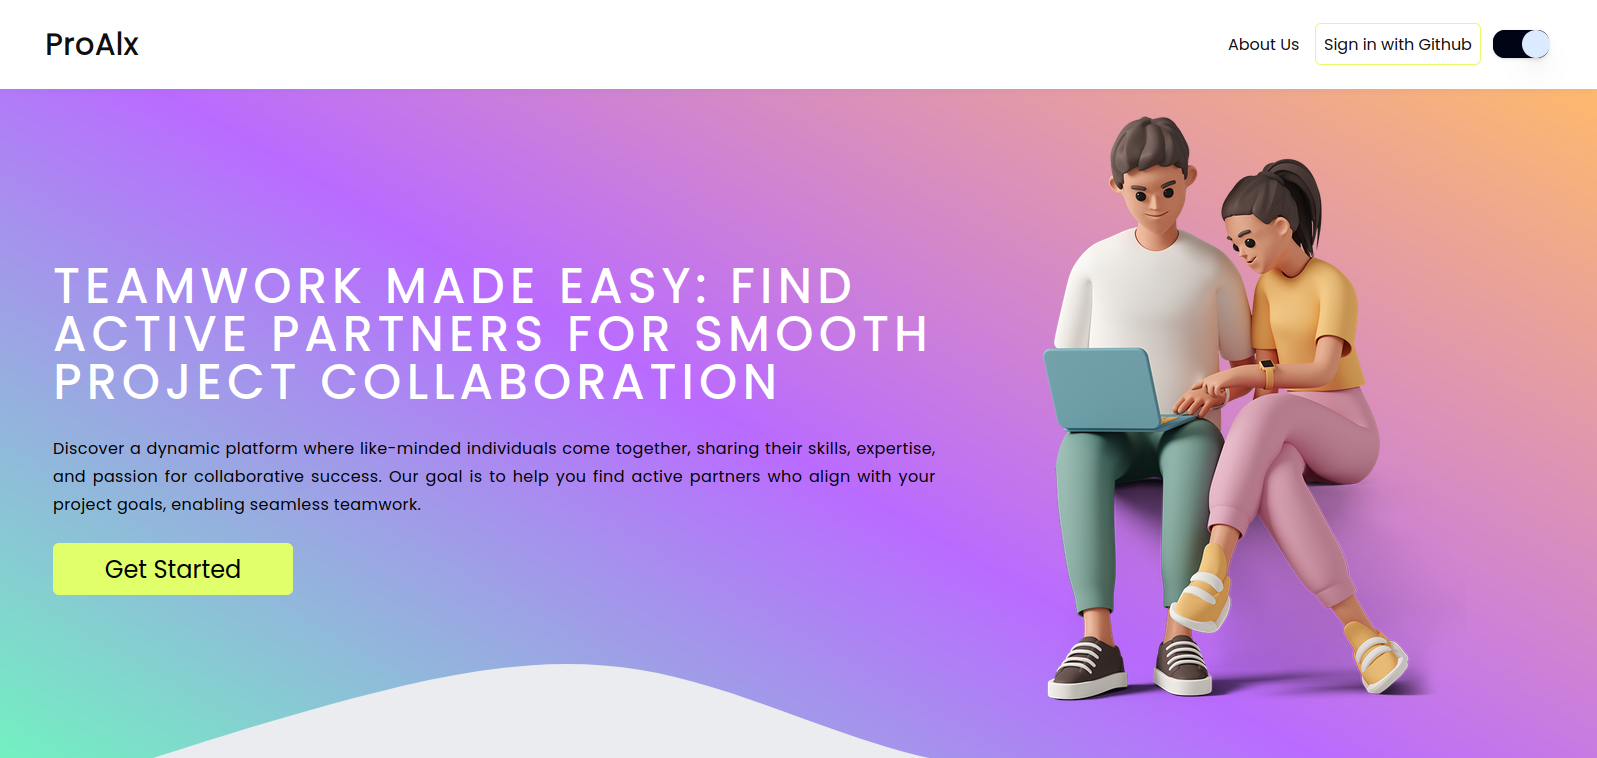 ProAlx
About Us
Sign in with Github
TEAMWORK MADE EASY: FIND
ACTIVE PARTNERS FOR SMOOTH
PROJECT COLLABORATION
Discover a dynamic platform where like-minded individuals come together, sharing their skills, expertise,
and passion for collaborative success. Our goal is to help you find active partners who align with your
project goals, enabling seamless teamwork.
Get Started